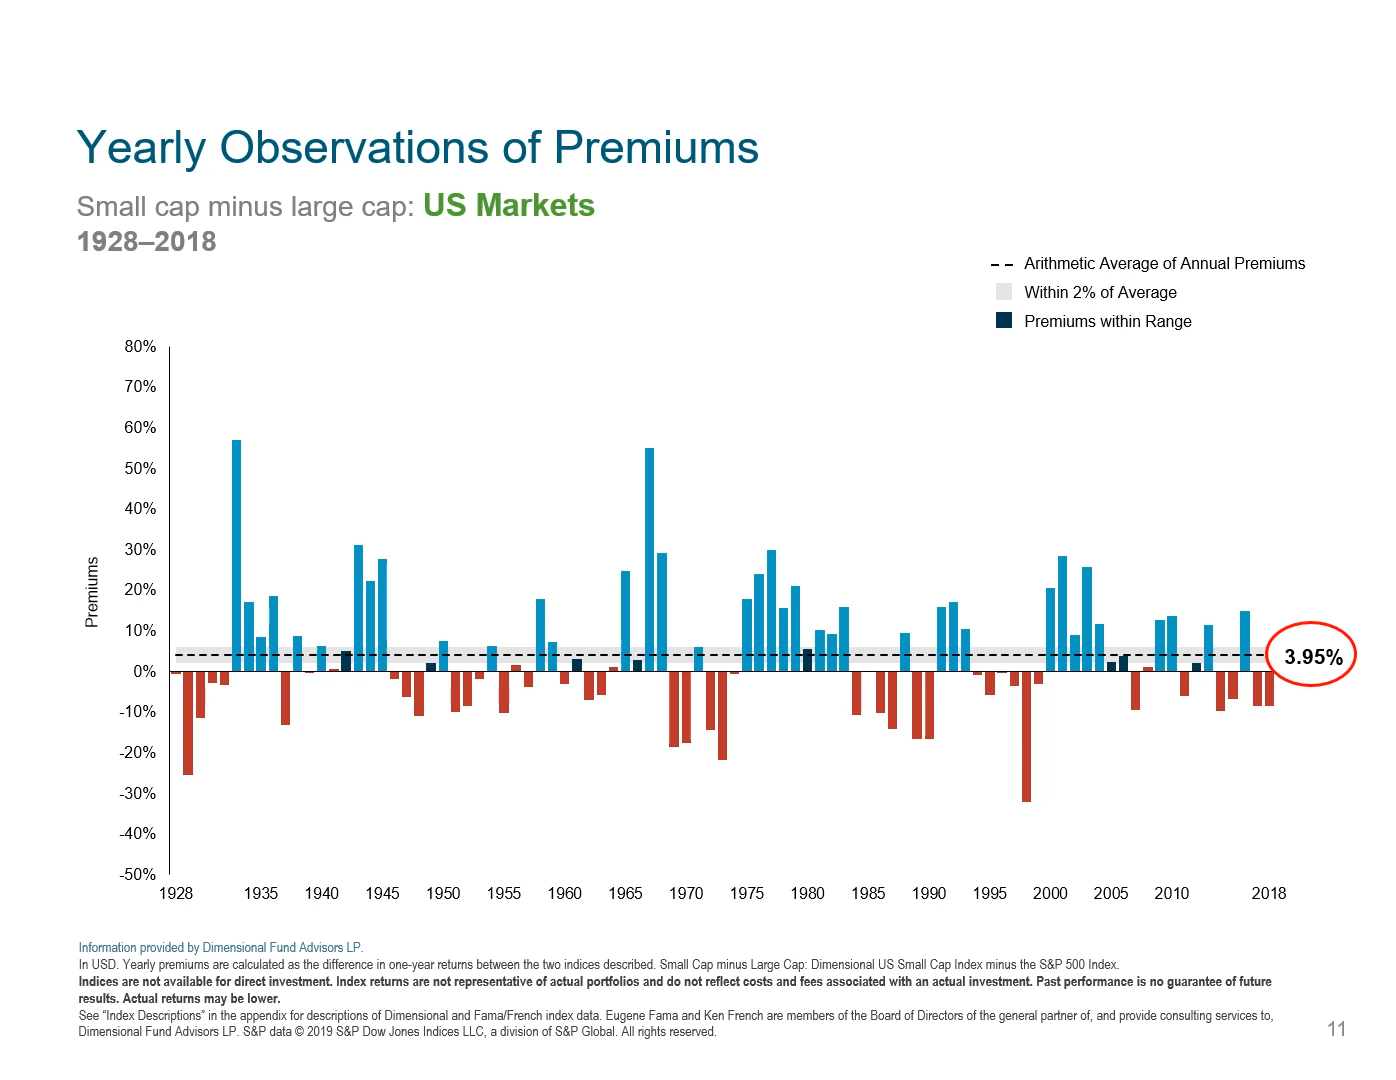 Yearly Observations of Premiums
Small cap minus large cap: US Markets
1928–2018
Arithmetic Average of Annual Premiums
Within 2% of Average
Premiums within Range
80%
70%
60%
50%
40%
30%
20%
10%
0%
-10%
-20%
-30%
-40%
-50%
Premiums
3.95%
1928 1935 1940 1945 1950 1955 1960 1965 1970 1975 1980 1985 1990 1995 2000 2005 2010 2018
Information provided by Dimensional Fund Advisors LP.
In USD. Yearly premiums are calculated as the difference in one-year returns between the two indices described. Small Cap minus Large Cap: Dimensional US Small Cap Index minus the S&P 500 Index.
Indices are not available for direct investment. Index returns are not representative of actual portfolios and do not reflect costs and fees associated with an actual investment. Past performance is no guarantee of future
results. Actual returns may be lower.
See “Index Descriptions” in the appendix for descriptions of Dimensional and Fama/French index data. Eugene Fama and Ken French are members of the Board of Directors of the general partner of, and provide consulting services to,
Dimensional Fund Advisors LP. S&P data © 2019 S&P Dow Jones Indices LLC, a division of S&P Global. All rights reserved.
11